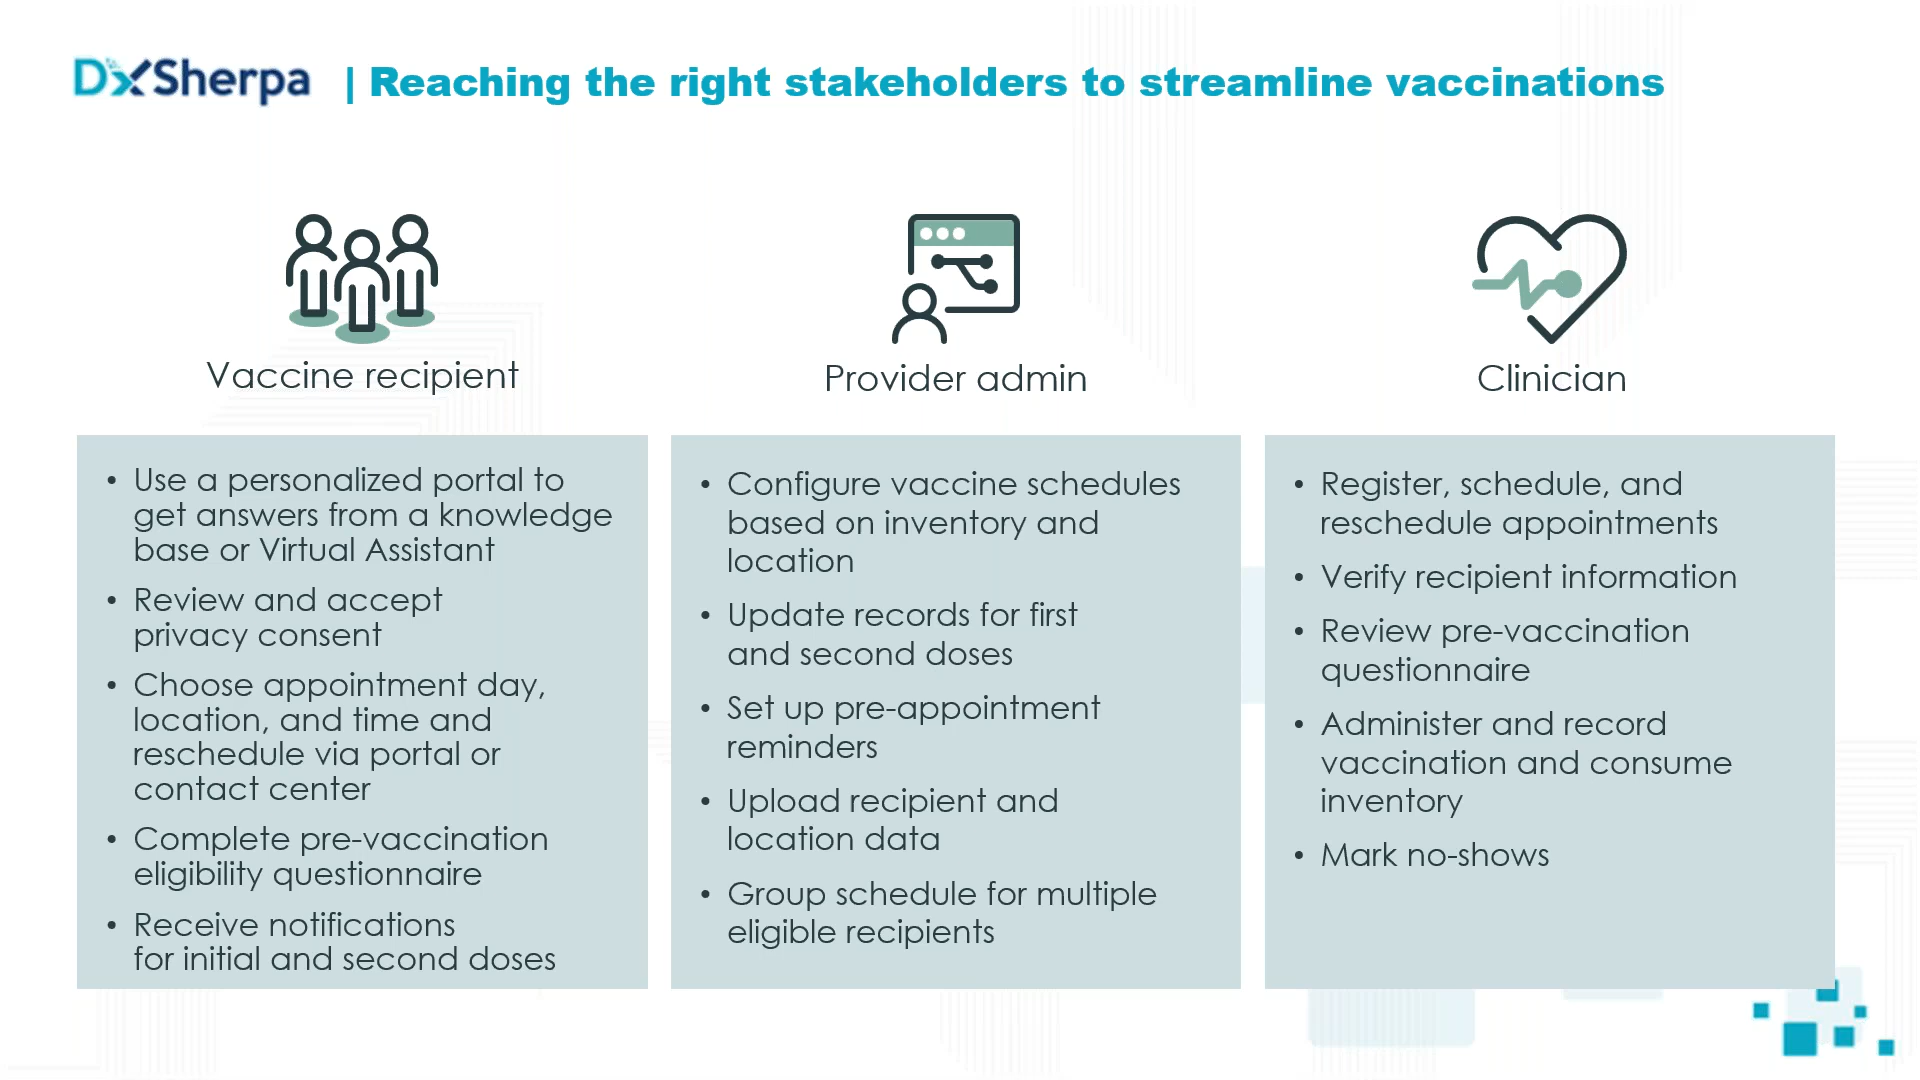 DxSherpa | Reaching the right stakeholders to streamline vaccinations
Vaccine recipient
• Use a personalized portal to
get answers from a knowledge
base or Virtual Assistant
• Review and accept
privacy consent
• Choose appointment day,
location, and time and
reschedule via portal or
contact center
• Complete pre-vaccination
eligibility questionnaire
• Receive notifications
for initial and second doses
Provider admin
• Configure vaccine schedules
based on inventory and
location
• Update records for first
and second doses
• Set up pre-appointment
reminders
• Upload recipient and
location data
• Group schedule for multiple
eligible recipients
Clinician
• Register, schedule, and
reschedule appointments
• Verify recipient information
• Review pre-vaccination
questionnaire
• Administer and record
vaccination and consume
inventory
• Mark no-shows